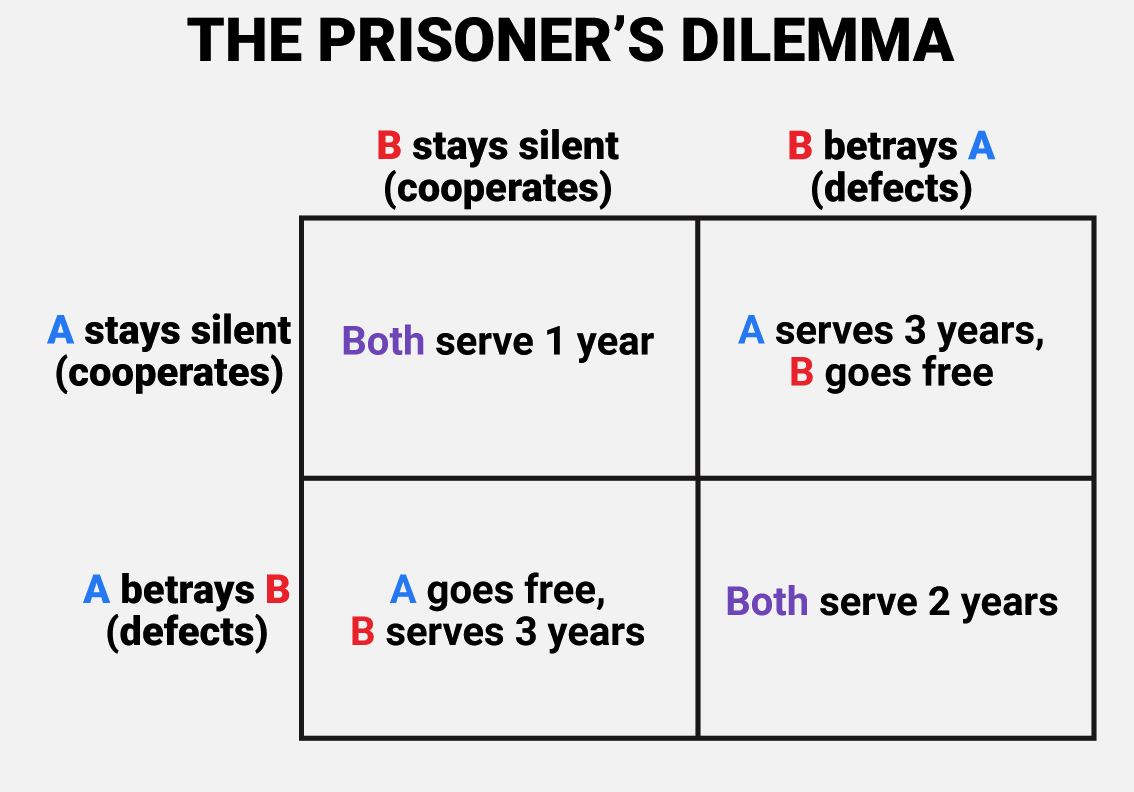 THE PRISONER’S DILEMMA
B stays silent
(cooperates)
B betrays A
(defects)
A stays silent
(cooperates)
Both serve 1 year
A serves 3 years,
B goes free
A betrays B
(defects)
A goes free,
B serves 3 years
Both serve 2 years